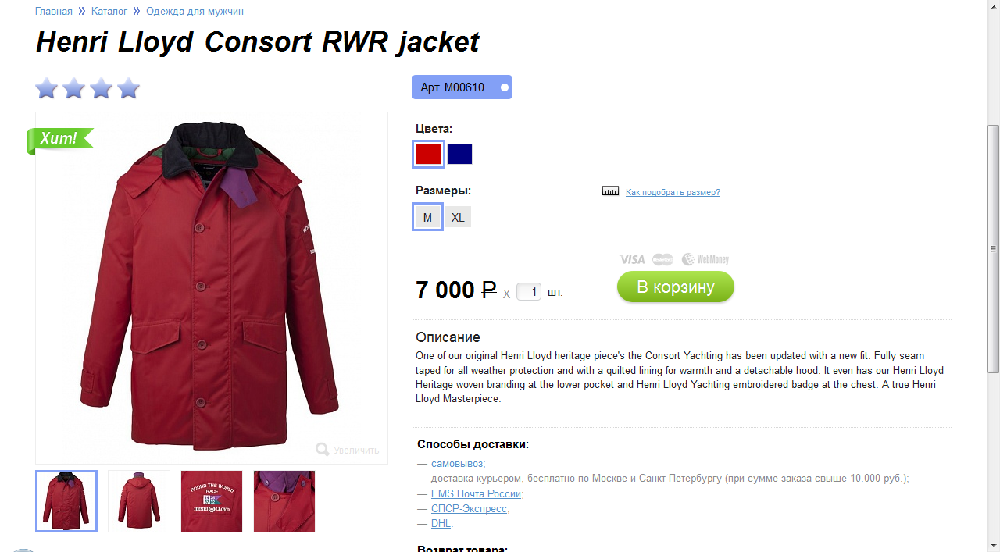 Главная » Каталог » Одежда для мужчин
Henri Lloyd Consort RWR jacket
Арт. M00610
Хит!
Цвета:
Размеры:
Как подобрать размер?
M XL
VISA WebMoney
7 000 Р X 1 шт.
В корзину
Описание
One of our original Henri Lloyd heritage piece's the Consort Yachting has been updated with a new fit. Fully seam
taped for all weather protection and with a quilted lining for warmth and a detachable hood. It even has our Henri Lloyd
Heritage woven branding at the lower pocket and Henri Lloyd Yachting embroidered badge at the chest. A true Henri
Lloyd Masterpiece.
Увеличить
Способы доставки:
— самовывоз;
— доставка курьером, бесплатно по Москве и Санкт-Петербургу (при сумме заказа свыше 10.000 руб.);
— EMS Почта России;
— СПСР-Экспресс;
— DHL.
ROUND THE WORLD
RACE
HENRI LLOYD
Возврат товара: